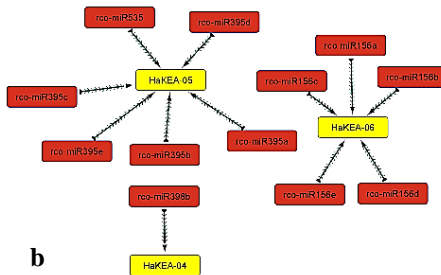 rco-miR535
rco-miR395d
rco-miR156a
HaKEA-05
rco-miR156c
rco-miR156b
rco-miR395c
HaKEA-06
rco-miR395e
rco-miR395b
rco-miR395a
rco-miR156e
rco-miR156d
rco-miR396b
HaKEA-04
b